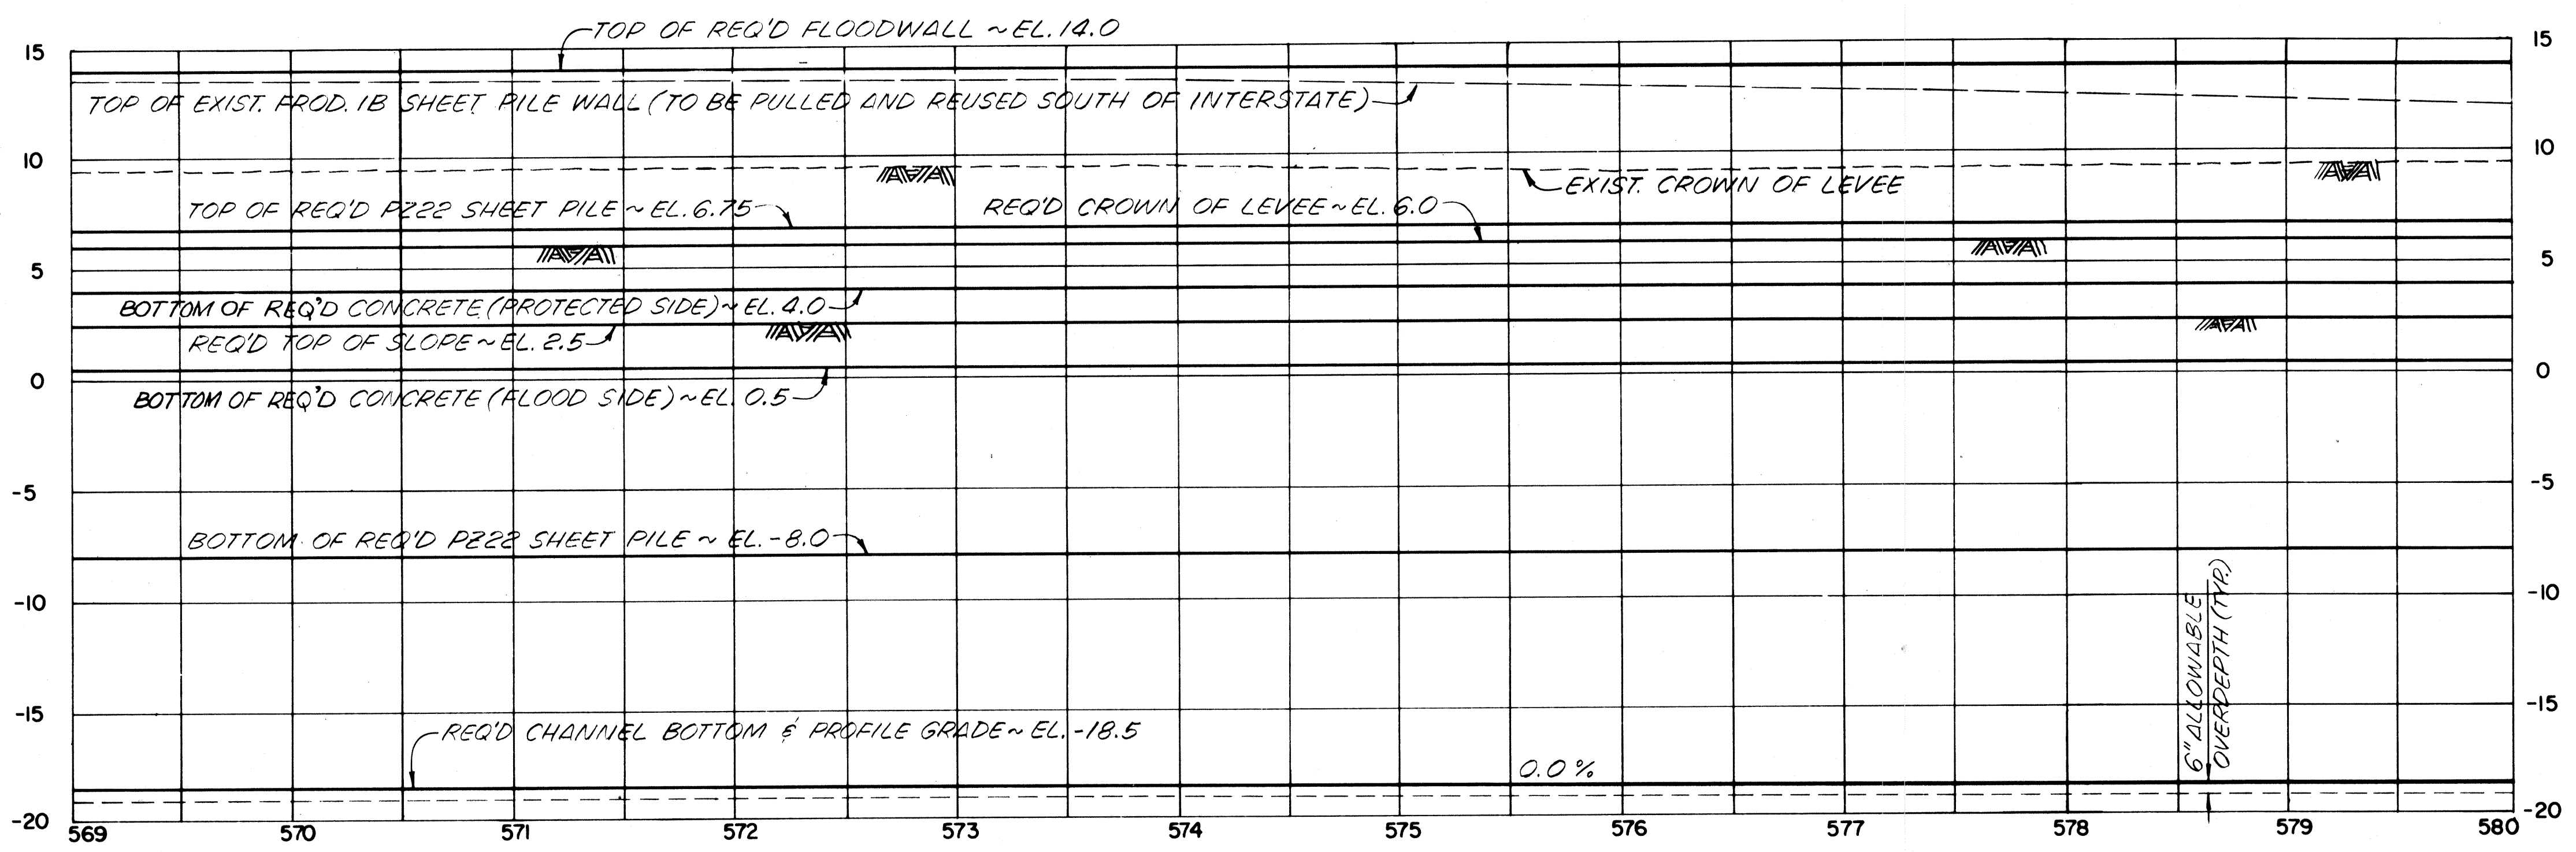 TOP OF REQ'D FLOODWALL ~ EL. 14.0
15
15
TOP OF EXIST. FROD. IB SHEET PILE WALL (TO BE PULLED AND REUSED SOUTH OF INTERSTATE)
10
10
EXIST. CROWN OF LEVEE
TOP OF REQ'D PZ22 SHEET PILE ~ EL. 6.75
REQ'D CROWN OF LEVEE ~ EL. 6.0
5
5
BOTTOM OF REQ'D CONCRETE (PROTECTED SIDE) ~ EL. 4.0
REQ'D TOP OF SLOPE ~ EL. 2.5
0
0
BOTTOM OF REQ'D CONCRETE (FLOOD SIDE) ~ EL. 0.5
-5
-5
BOTTOM OF REQ'D PZ22 SHEET PILE ~ EL. -8.0
-10
-10
6" ALLOWABLE
OVERDEPTH (TYP.)
-15
-15
REQ'D CHANNEL BOTTOM & PROFILE GRADE ~ EL. -18.5
0.0 %
-20
-20
569 570 571 572 573 574 575 576 577 578 579 580